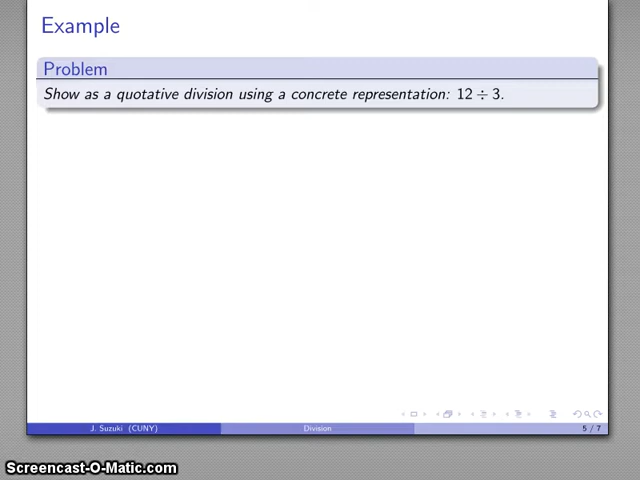 Example
Problem
Show as a quotative division using a concrete representation: 12 ÷ 3.
J. Suzuki (CUNY)
Division
5 / 7
Screencast-O-Matic.com